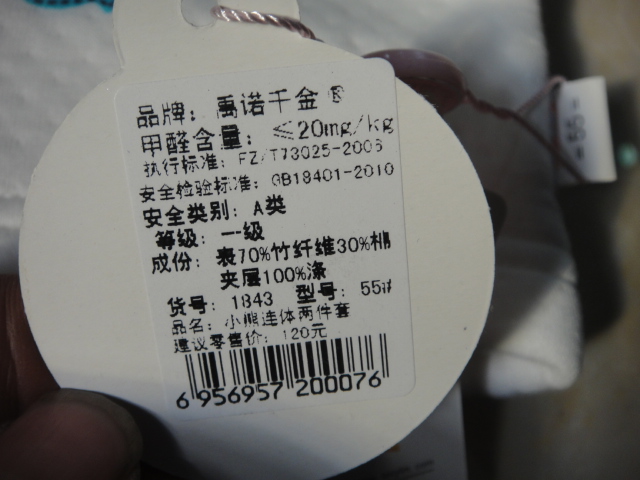 品牌: 禹诺千金®
甲醛含量: ≤20mg/kg
执行标准: FZ/T73025-2006
安全检验标准: GB18401-2010
安全类别: A类
等级: 一级
成份: 表70%竹纤维30%棉
夹层100%涤
货号: 1843 型号: 55#
品名: 小熊连体两件套
建议零售价: 120元
6 956957 200076
-55-